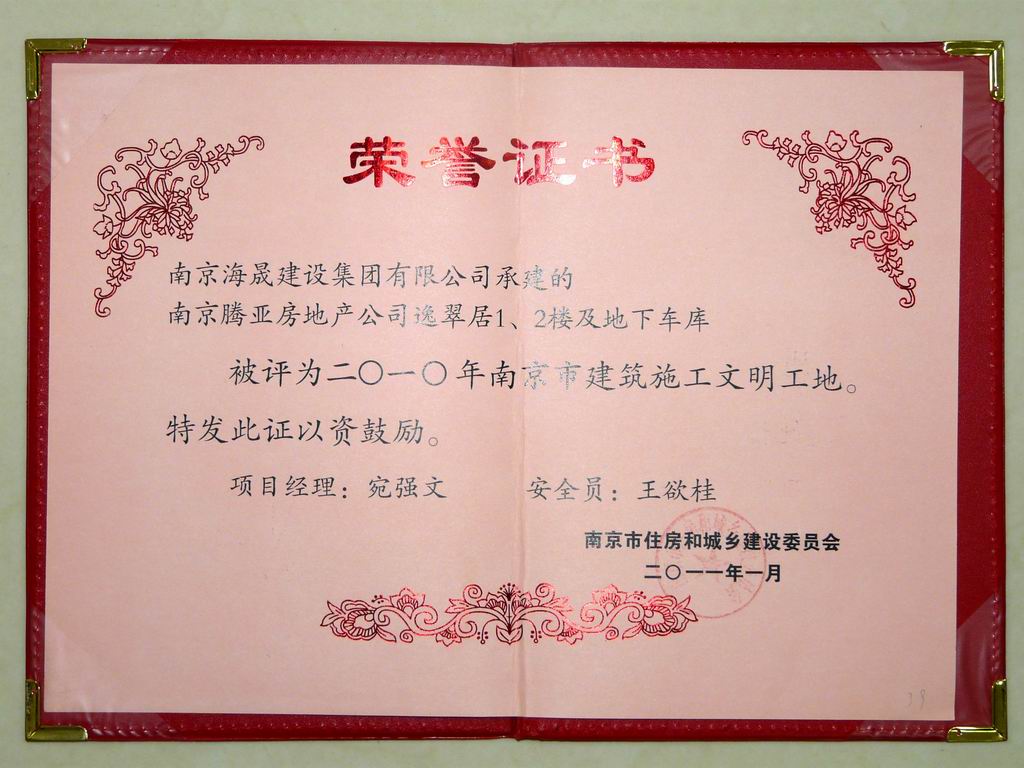 荣誉证书
南京海晟建设集团有限公司承建的
南京腾亚房地产公司逸翠居1、2楼及地下车库
被评为二〇一〇年南京市建筑施工文明工地。
特发此证以资鼓励。
项目经理：宛强文 安全员：王欲桂
南京市住房和城乡建设委员会
二〇一一年一月
39